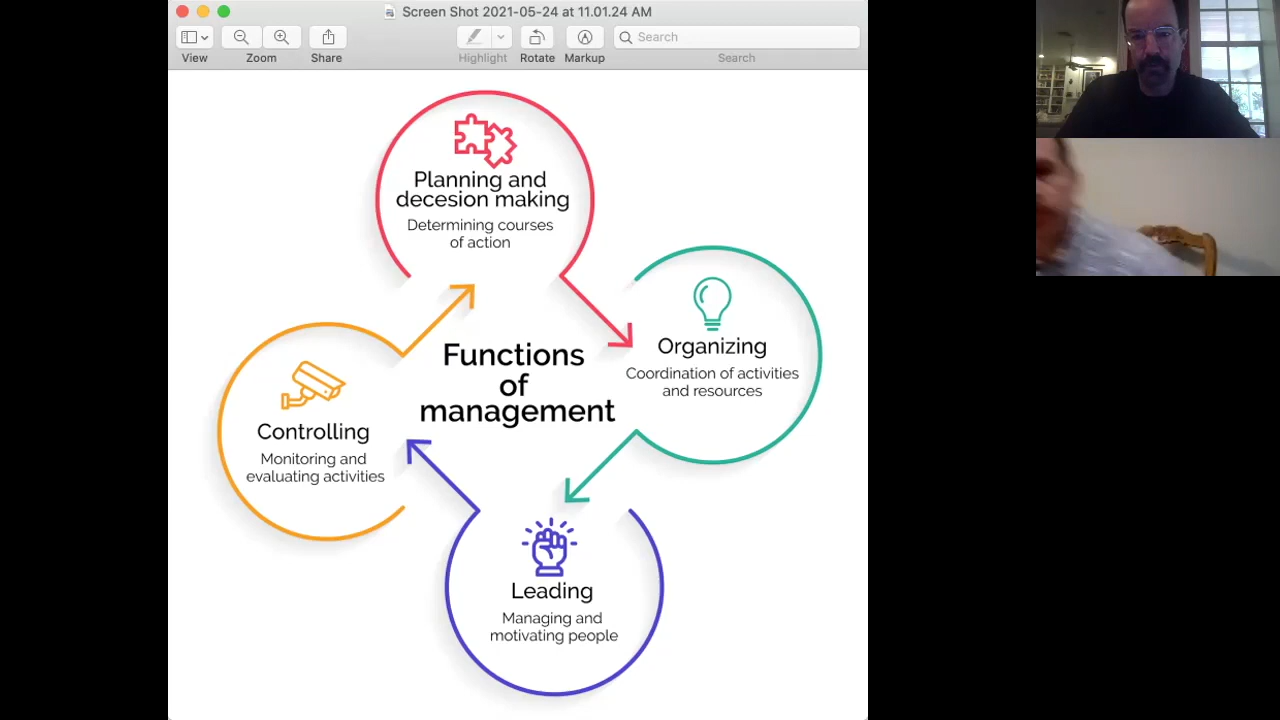 Screen Shot 2021-05-24 at 11.01.24 AM
View
Zoom
Share
Highlight
Rotate
Markup
Search
Search
Planning and
decesion making
Determining courses
of action
Organizing
Coordination of activities
and resources
Functions
of
management
Controlling
Monitoring and
evaluating activities
Leading
Managing and
motivating people